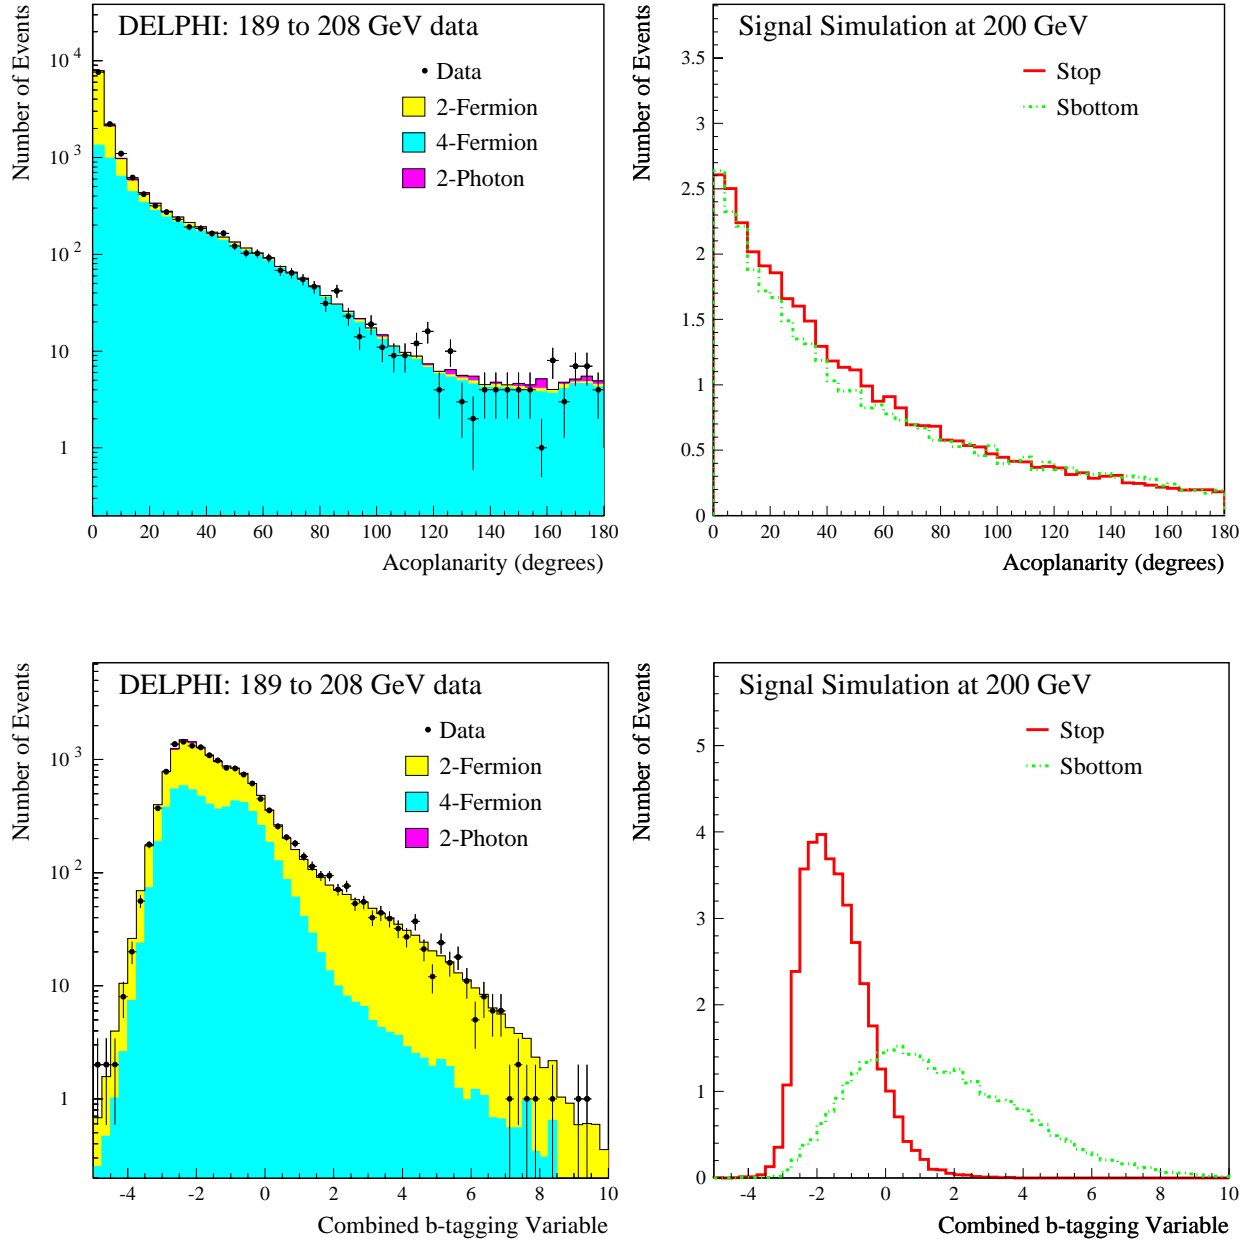 DELPHI: 189 to 208 GeV data
Number of Events
Data
2-Fermion
4-Fermion
2-Photon
10 4
10 3
10 2
10
1
0 20 40 60 80 100 120 140 160 180
Acoplanarity (degrees)
Signal Simulation at 200 GeV
Number of Events
Stop
Sbottom
3.5
3
2.5
2
1.5
1
0.5
0
0 20 40 60 80 100 120 140 160 180
Acoplanarity (degrees)
DELPHI: 189 to 208 GeV data
Number of Events
Data
2-Fermion
4-Fermion
2-Photon
10 3
10 2
10
1
-4 -2 0 2 4 6 8 10
Combined b-tagging Variable
Signal Simulation at 200 GeV
Number of Events
Stop
Sbottom
5
4
3
2
1
0
-4 -2 0 2 4 6 8 10
Combined b-tagging Variable